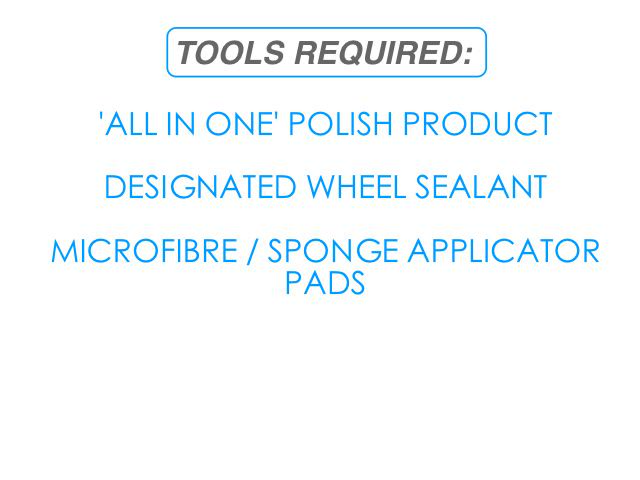 TOOLS REQUIRED:
'ALL IN ONE' POLISH PRODUCT
DESIGNATED WHEEL SEALANT
MICROFIBRE / SPONGE APPLICATOR
PADS